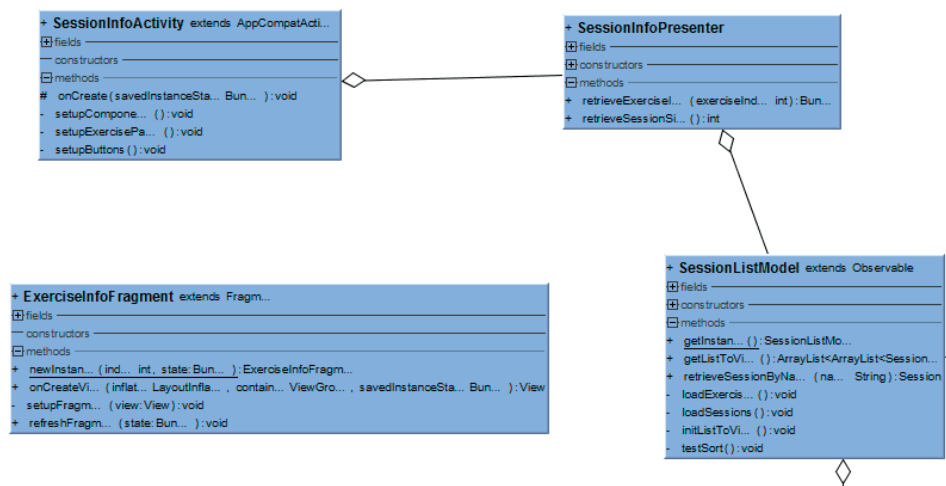 + SessionInfoActivity extends AppCompatActi...
fields
constructors
methods
# onCreate (savedInstanceSta... Bun... ):void
- setupCompone... ():void
- setupExercisePa... ():void
- setupButtons():void
+ SessionInfoPresenter
fields
constructors
methods
+ retrieveExerciseI... (exerciseInd... int):Bun...
+ retrieveSessionSi... ():int
+ SessionListModel extends Observable
fields
constructors
methods
+ getInstan... ():SessionListMo...
+ getListToVi... ():ArrayList<ArrayList<Session...
+ retrieveSessionByNa... (na... String):Session
- loadExercis... ():void
- loadSessions():void
- initListToVi... ():void
- testSort():void
+ ExerciseInfoFragment extends Fragm...
fields
constructors
methods
+ newInstan... (ind... int, state:Bun... ):ExerciseInfoFragm...
+ onCreateVi... (inflat... LayoutInfla... , contain... ViewGro... , savedInstanceSta... Bun... ):View
- setupFragm... (view:View):void
+ refreshFragm... (state:Bun... ):void